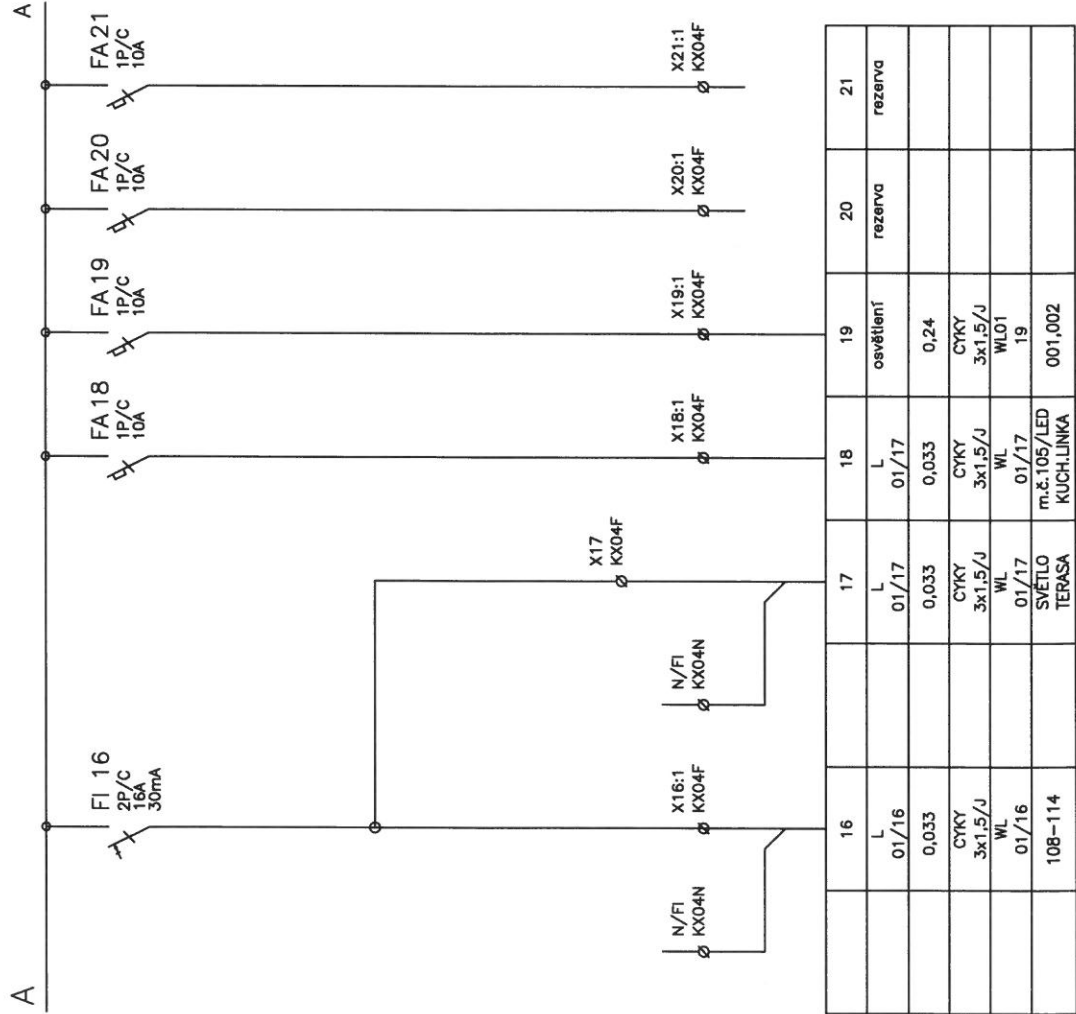 A
A
FI 16
2P/C
16A
30mA
FA18
1P/C
10A
FA19
1P/C
10A
FA20
1P/C
10A
FA21
1P/C
10A
N/FI
KX04N
X16:1
KX04F
N/FI
KX04N
X17
KX04F
X18:1
KX04F
X19:1
KX04F
X20:1
KX04F
X21:1
KX04F
16
17
18
19
20
21
L
01/16
L
01/17
L
01/17
osvětlení
rezerva
rezerva
0,033
0,033
0,033
0,24
CYKY
3x1,5/J
CYKY
3x1,5/J
CYKY
3x1,5/J
CYKY
3x1,5/J
WL
01/16
WL
01/17
WL
01/17
WL01
19
108-114
SVĚTLO
TERASA
m.č.105/LED
KUCH.LINKA
001,002